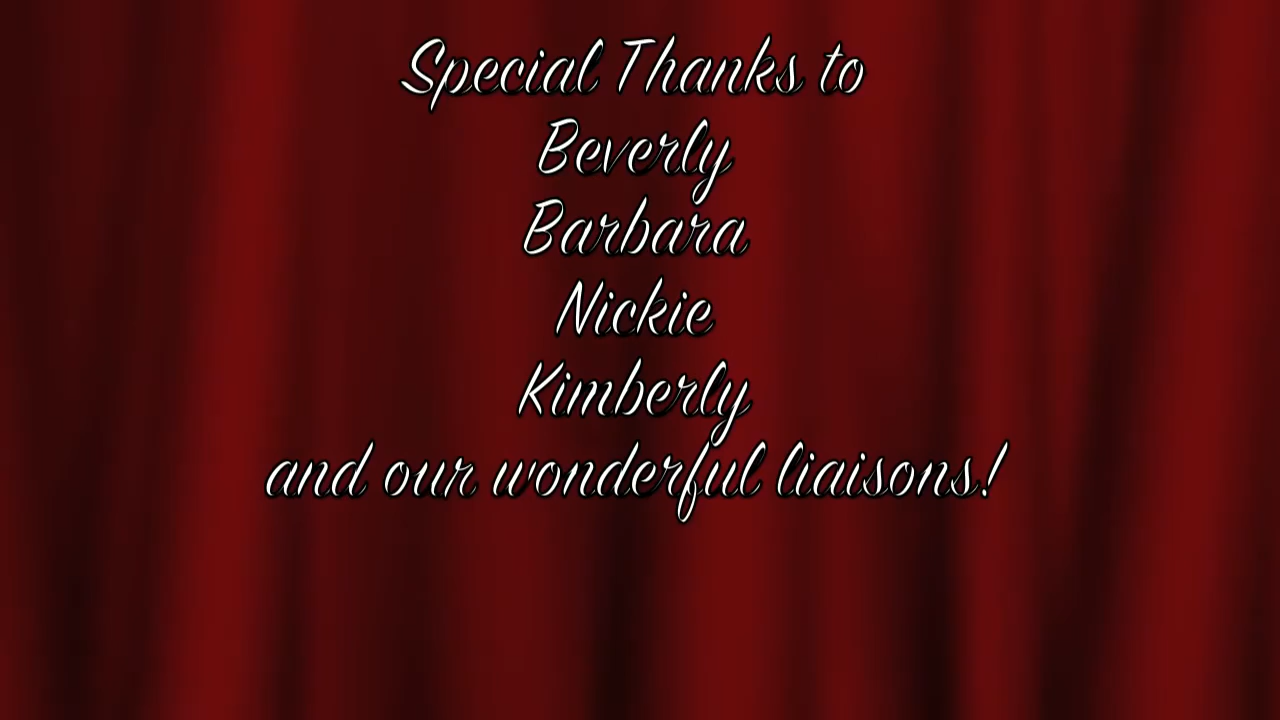 Special Thanks to
Beverly
Barbara
Nickie
Kimberly
and our wonderful liaisons!